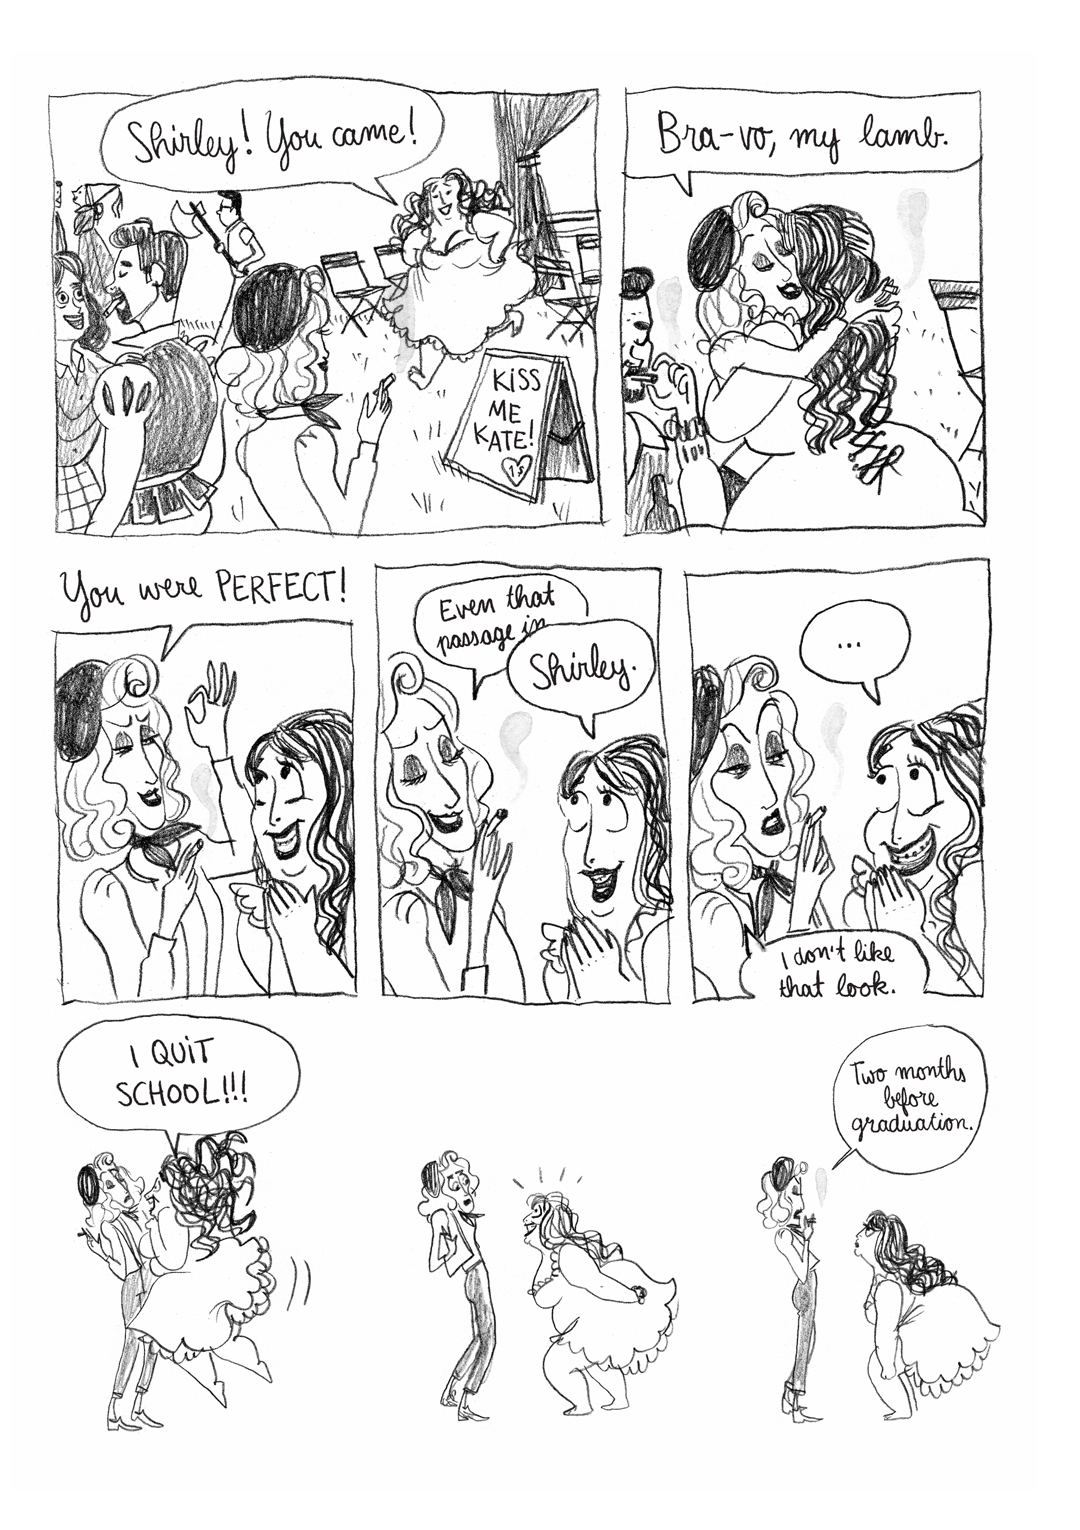 Shirley! You came!
KISS
ME
KATE!
1$
Bra-vo, my lamb.
You were PERFECT!
Even that
passage in
Shirley.
...
I don't like
that look.
I QUIT
SCHOOL!!!
Two months
before
graduation.